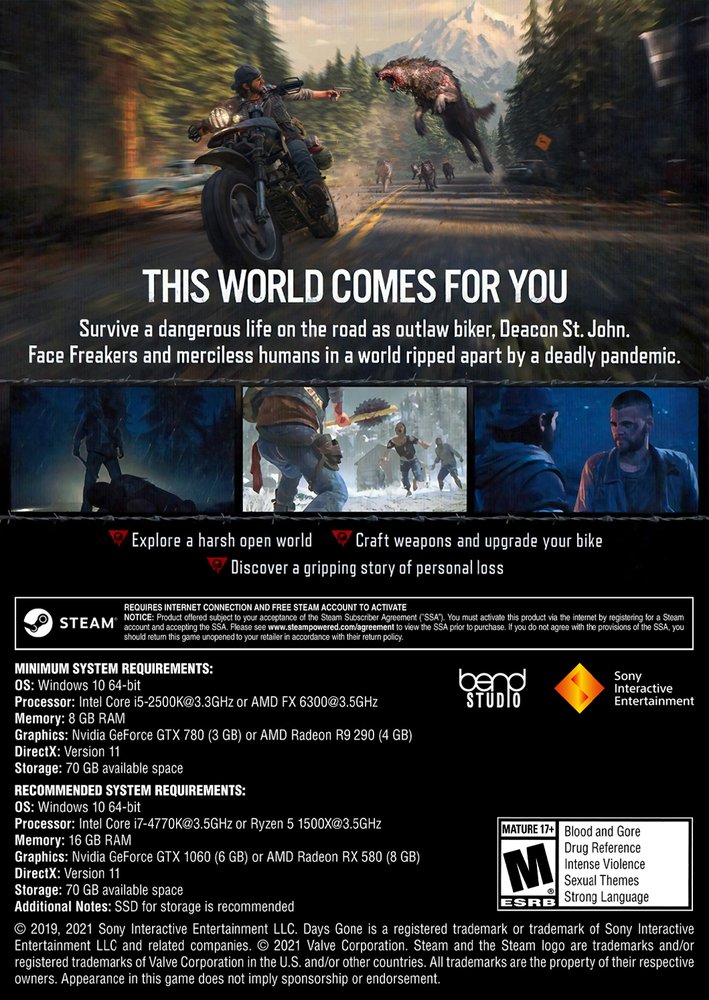 THIS WORLD COMES FOR YOU
Survive a dangerous life on the road as outlaw biker, Deacon St. John.
Face Freakers and merciless humans in a world ripped apart by a deadly pandemic.
Explore a harsh open world
Craft weapons and upgrade your bike
Discover a gripping story of personal loss
STEAM®
REQUIRES INTERNET CONNECTION AND FREE STEAM ACCOUNT TO ACTIVATE
NOTICE: Product offered subject to your acceptance of the Steam Subscriber Agreement ("SSA"). You must activate this product via the internet by registering for a Steam
account and accepting the SSA. Please see www.steampowered.com/agreement to view the SSA prior to purchase. If you do not agree with the provisions of the SSA, you
should return this game unopened to your retailer in accordance with their return policy.
MINIMUM SYSTEM REQUIREMENTS:
OS: Windows 10 64-bit
Processor: Intel Core i5-2500K@3.3GHz or AMD FX 6300@3.5GHz
Memory: 8 GB RAM
Graphics: Nvidia GeForce GTX 780 (3 GB) or AMD Radeon R9 290 (4 GB)
DirectX: Version 11
Storage: 70 GB available space
bend
STUDIO
Sony
Interactive
Entertainment
RECOMMENDED SYSTEM REQUIREMENTS:
OS: Windows 10 64-bit
Processor: Intel Core i7-4770K@3.5GHz or Ryzen 5 1500X@3.5GHz
Memory: 16 GB RAM
Graphics: Nvidia GeForce GTX 1060 (6 GB) or AMD Radeon RX 580 (8 GB)
DirectX: Version 11
Storage: 70 GB available space
Additional Notes: SSD for storage is recommended
MATURE 17+
M
®
ESRB
Blood and Gore
Drug Reference
Intense Violence
Sexual Themes
Strong Language
© 2019, 2021 Sony Interactive Entertainment LLC. Days Gone is a registered trademark or trademark of Sony Interactive
Entertainment LLC and related companies. © 2021 Valve Corporation. Steam and the Steam logo are trademarks and/or
registered trademarks of Valve Corporation in the U.S. and/or other countries. All trademarks are the property of their respective
owners. Appearance in this game does not imply sponsorship or endorsement.